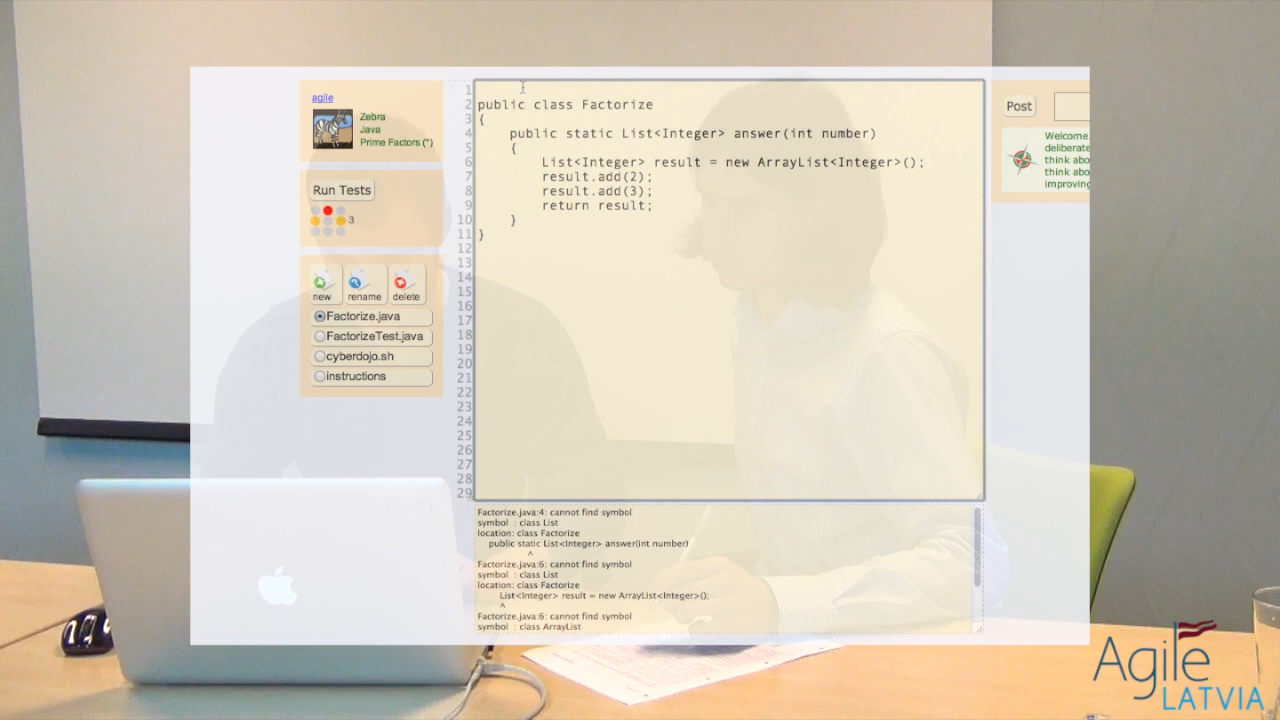 agile
Zebra
Java
Prime Factors (*)
Run Tests
3
new rename delete
Factorize.java
FactorizeTest.java
cyberdojo.sh
instructions
1
2 public class Factorize
3 {
4 public static List<Integer> answer(int number)
5 {
6 List<Integer> result = new ArrayList<Integer>();
7 result.add(2);
8 result.add(3);
9 return result;
10 }
11 }
12
13
14
15
16
17
18
19
20
21
22
23
24
25
26
27
28
29
Factorize.java:4: cannot find symbol
symbol : class List
location: class Factorize
public static List<Integer> answer(int number)
^
Factorize.java:6: cannot find symbol
symbol : class List
location: class Factorize
List<Integer> result = new ArrayList<Integer>();
^
Factorize.java:6: cannot find symbol
symbol : class ArrayList
Post
Welcome
deliberate
think abo
think abo
improving
Agile
LATVIA